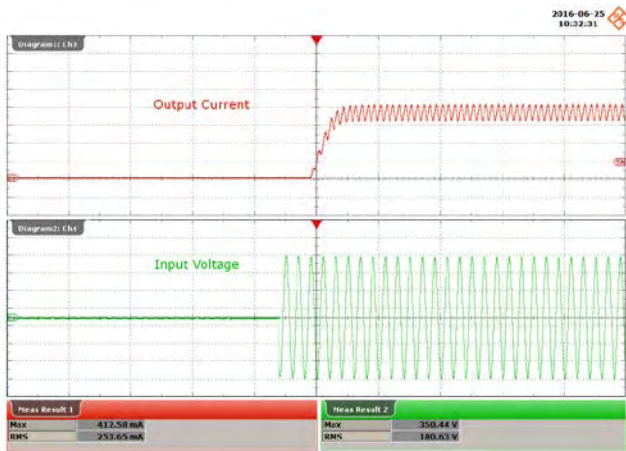 2016-06-25
10:32:31
Diagram1: Ch3
Output Current
Diagram2: Ch4
Input Voltage
Meas Result 1
Max 412.58 mA
RMS 253.65 mA
Meas Result 2
Max 350.44 V
RMS 180.63 V